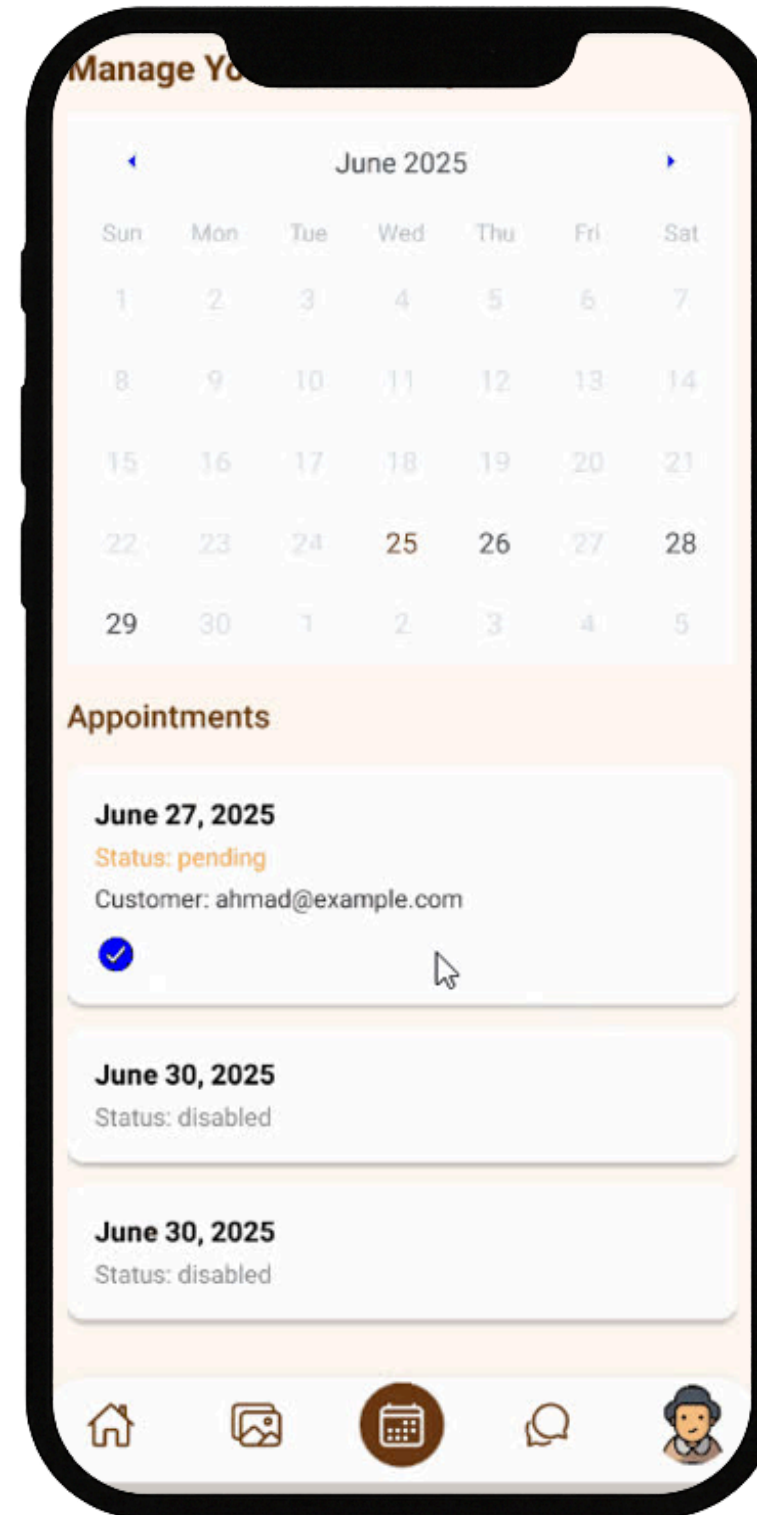 Manage Yo
June 2025
Sun Mon Tue Wed Thu Fri Sat
1 2 3 4 5 6 7
8 9 10 11 12 13 14
15 16 17 18 19 20 21
22 23 24 25 26 27 28
29 30 1 2 3 4 5
Appointments
June 27, 2025
Status: pending
Customer: ahmad@example.com
June 30, 2025
Status: disabled
June 30, 2025
Status: disabled